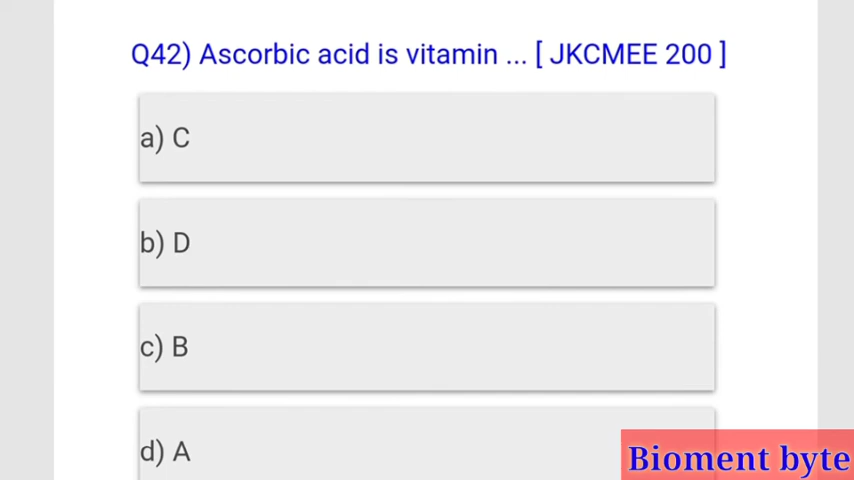 Q42) Ascorbic acid is vitamin ... [ JKCMEE 200 ]
a) C
b) D
c) B
d) A
Bioment byte